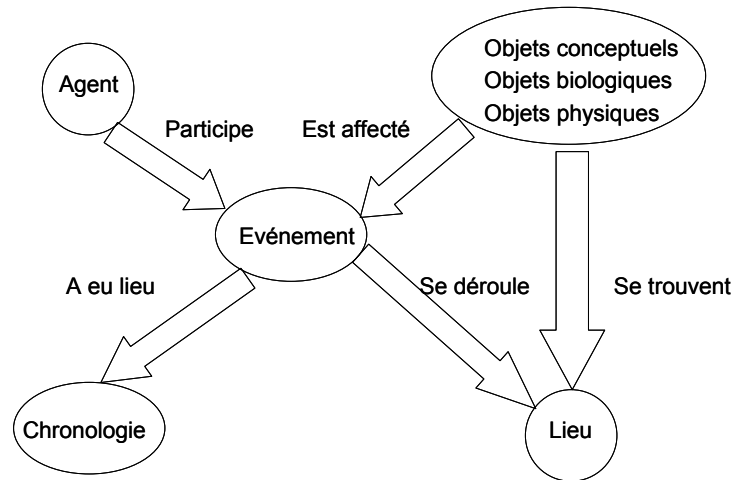 Agent
Objets conceptuels
Objets biologiques
Objets physiques
Participe
Est affecté
Evénement
A eu lieu
Se déroule
Se trouvent
Chronologie
Lieu